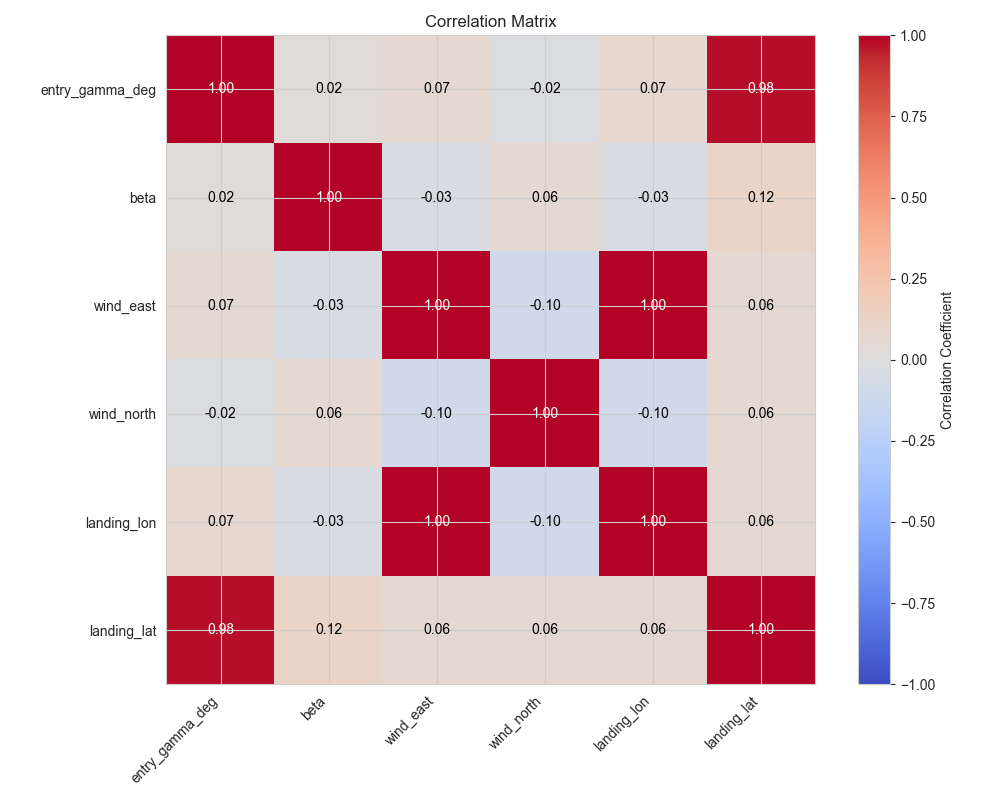 Correlation Matrix
entry_gamma_deg 1.00 0.02 0.07 -0.02 0.07 0.98
beta 0.02 1.00 -0.03 0.06 -0.03 0.12
wind_east 0.07 -0.03 1.00 -0.10 1.00 0.06
wind_north -0.02 0.06 -0.10 1.00 -0.10 0.06
landing_lon 0.07 -0.03 1.00 -0.10 1.00 0.06
landing_lat 0.98 0.12 0.06 0.06 0.06 1.00
entry_gamma_deg beta wind_east wind_north landing_lon landing_lat
1.00
0.75
0.50
0.25
0.00
−0.25
−0.50
−0.75
−1.00
Correlation Coefficient